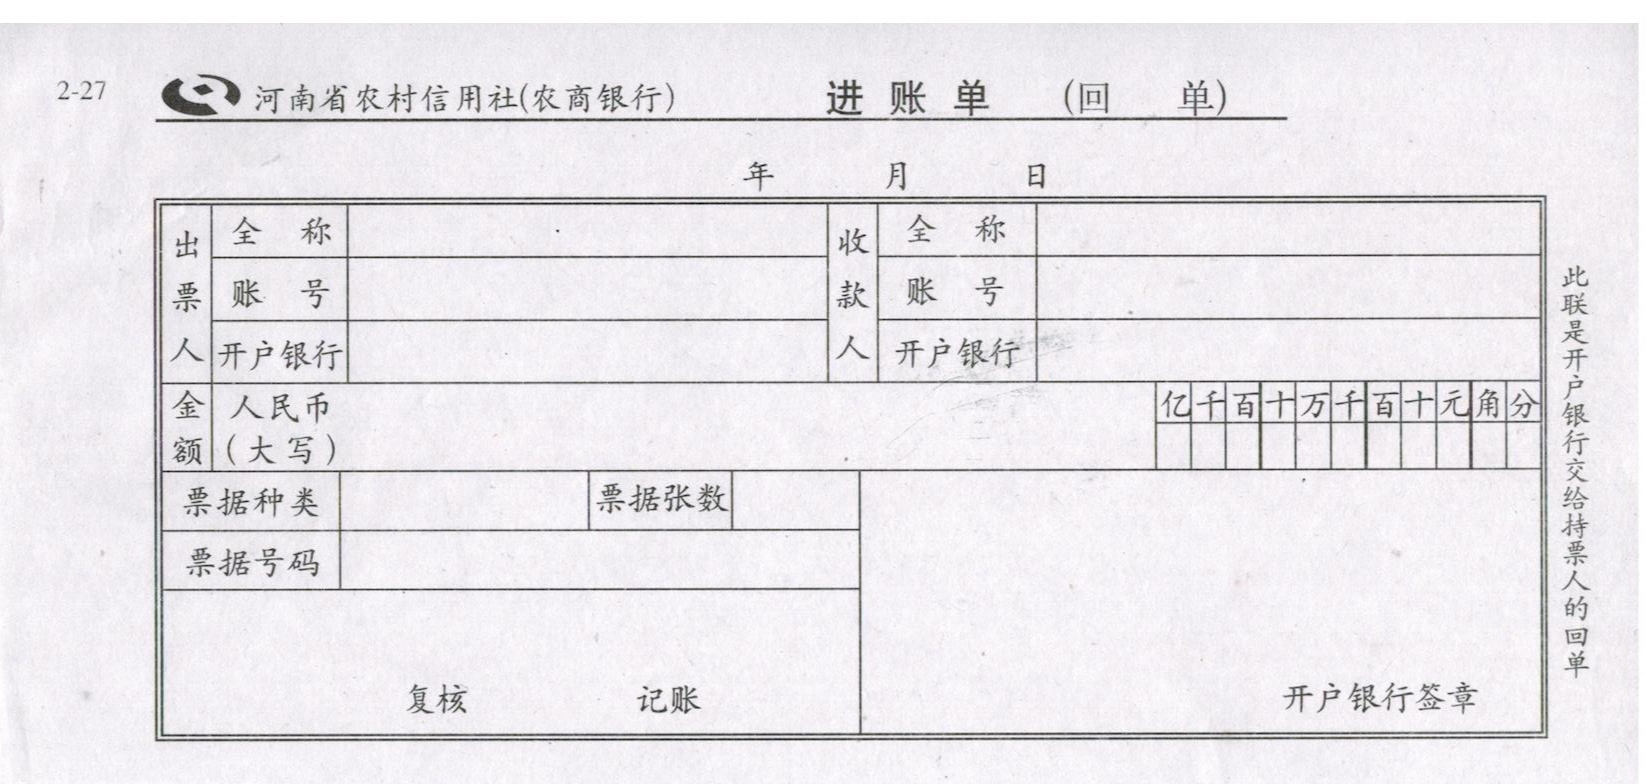 2-27
河南省农村信用社(农商银行)
进账单 (回 单)
年 月 日
出票人
全 称
账 号
开户银行
收款人
全 称
账 号
开户银行
金额
人民币
(大写)
亿千百十万千百十元角分
票据种类
票据张数
票据号码
复核 记账
开户银行签章
此联是开户银行交给持票人的回单